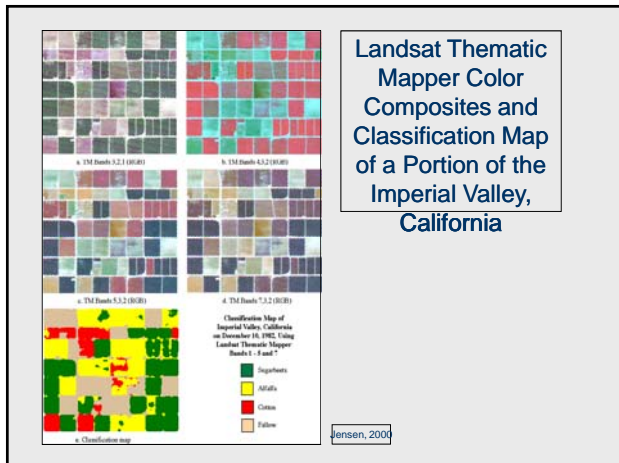 Landsat Thematic
Mapper Color
Composites and
Classification Map
of a Portion of the
Imperial Valley,
California
a. TM Bands 3,2,1 (RGB)
b. TM Bands 4,3,2 (RGB)
c. TM Bands 5,3,2 (RGB)
d. TM Bands 7,3,2 (RGB)
Classification Map of
Imperial Valley, California
on December 10, 1982, Using
Landsat Thematic Mapper
Bands 1 - 5 and 7
Sugarbeets
Alfalfa
Cotton
Fallow
e. Classification map
Jensen, 2000